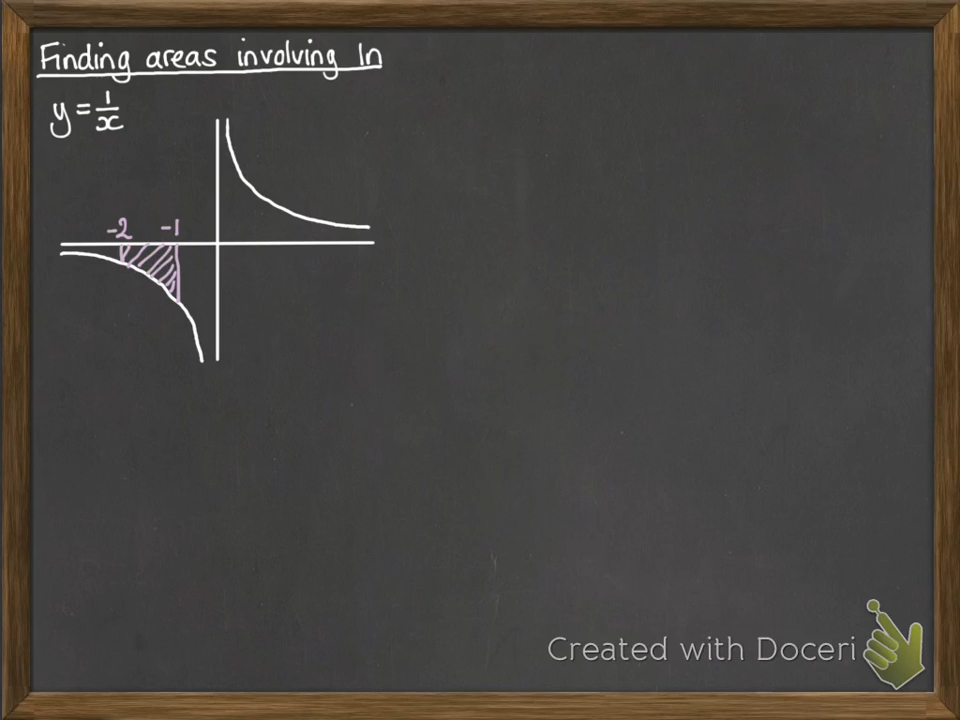 Finding areas involving ln
y = 1/x
-2 -1
Created with Doceri